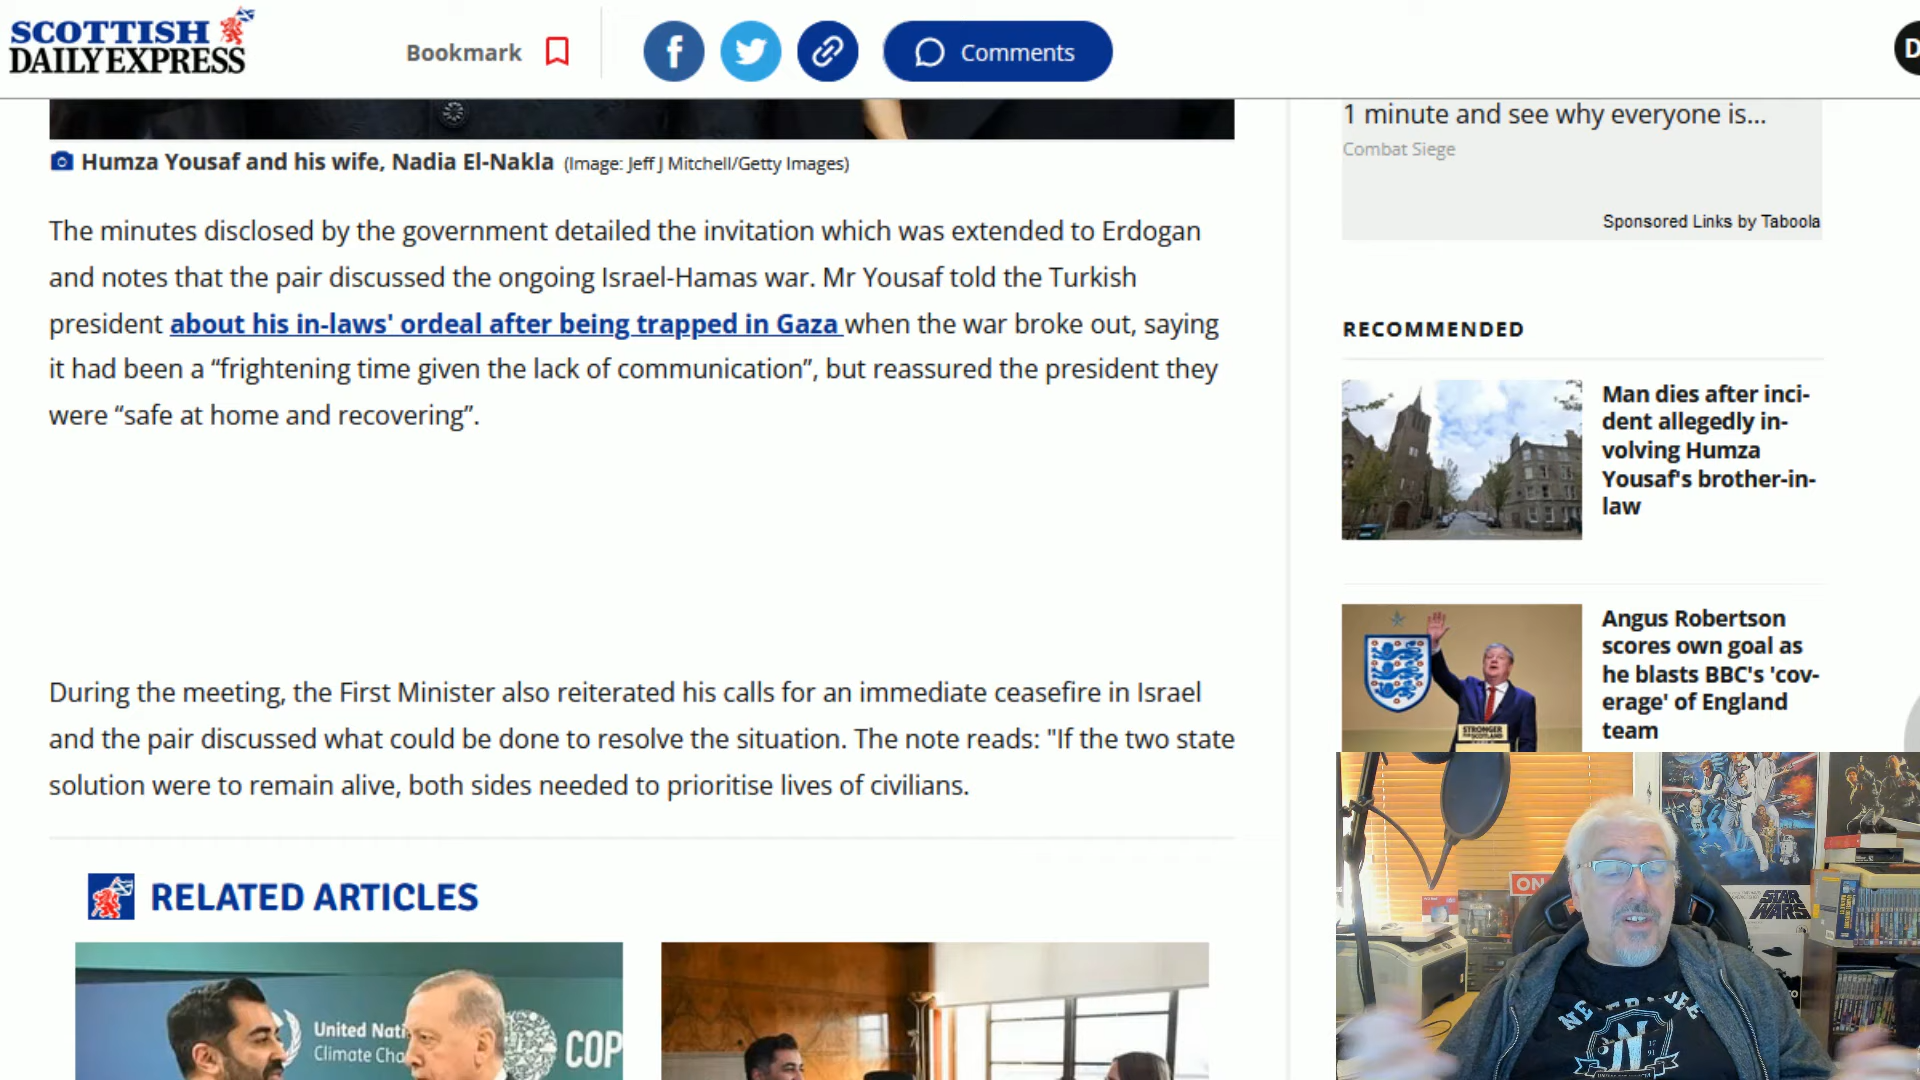 SCOTTISH
DAILY EXPRESS
Bookmark
f
Comments
D
Humza Yousaf and his wife, Nadia El-Nakla (Image: Jeff J Mitchell/Getty Images)
The minutes disclosed by the government detailed the invitation which was extended to Erdogan
and notes that the pair discussed the ongoing Israel-Hamas war. Mr Yousaf told the Turkish
president about his in-laws' ordeal after being trapped in Gaza when the war broke out, saying
it had been a “frightening time given the lack of communication”, but reassured the president they
were “safe at home and recovering”.
During the meeting, the First Minister also reiterated his calls for an immediate ceasefire in Israel
and the pair discussed what could be done to resolve the situation. The note reads: "If the two state
solution were to remain alive, both sides needed to prioritise lives of civilians.
RELATED ARTICLES
United Nati
Climate Cha
COP
1 minute and see why everyone is...
Combat Siege
Sponsored Links by Taboola
RECOMMENDED
Man dies after inci-
dent allegedly in-
volving Humza
Yousaf's brother-in-
law
Angus Robertson
scores own goal as
he blasts BBC's 'cov-
erage' of England
team
STRONGER
ON
STAR
WARS
N